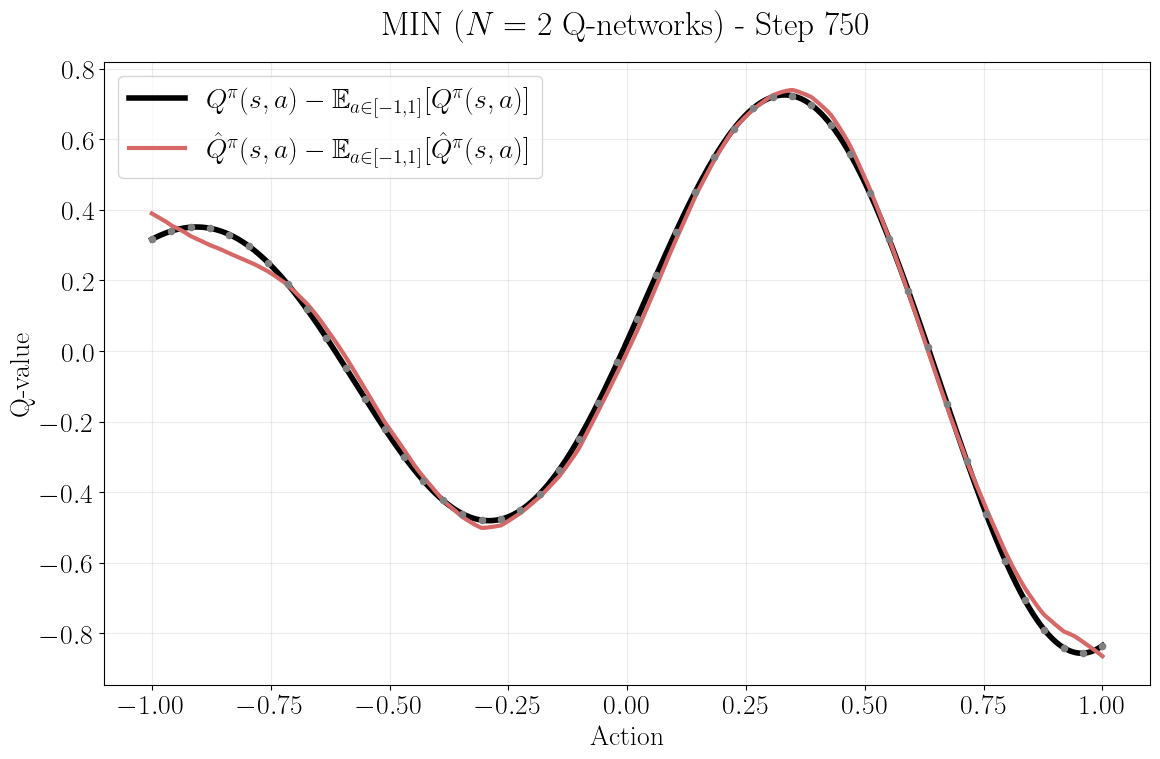 MIN (N = 2 Q-networks) - Step 750
Q^π(s, a) − 𝔼_{a∈[−1,1]}[Q^π(s, a)]
Q̂^π(s, a) − 𝔼_{a∈[−1,1]}[Q̂^π(s, a)]
0.8
0.6
0.4
0.2
0.0
−0.2
−0.4
−0.6
−0.8
Q-value
−1.00 −0.75 −0.50 −0.25 0.00 0.25 0.50 0.75 1.00
Action